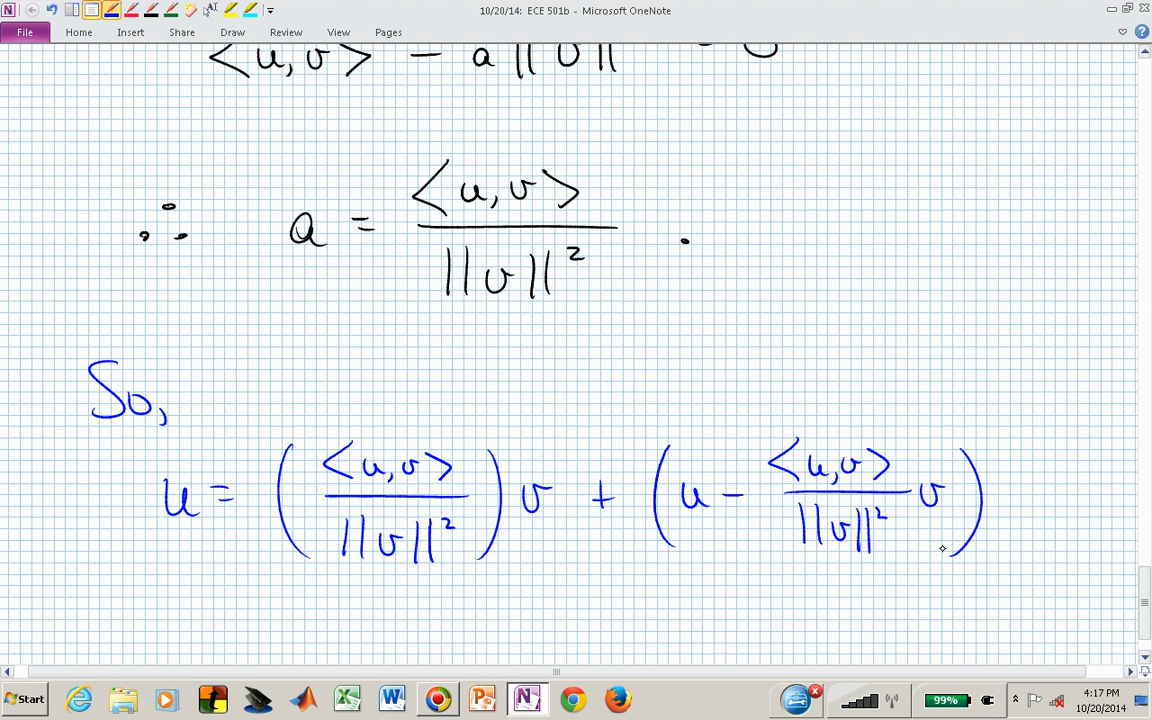 10/20/14: ECE 501b - Microsoft OneNote
File Home Insert Share Draw Review Pages
<u,v> - a||v|| = 0
∴ a = <u,v> / ||v||² .
So,
u = (<u,v> / ||v||²) v + (u - <u,v> / ||v||² v)
Start
99%
4:17 PM
10/20/2014